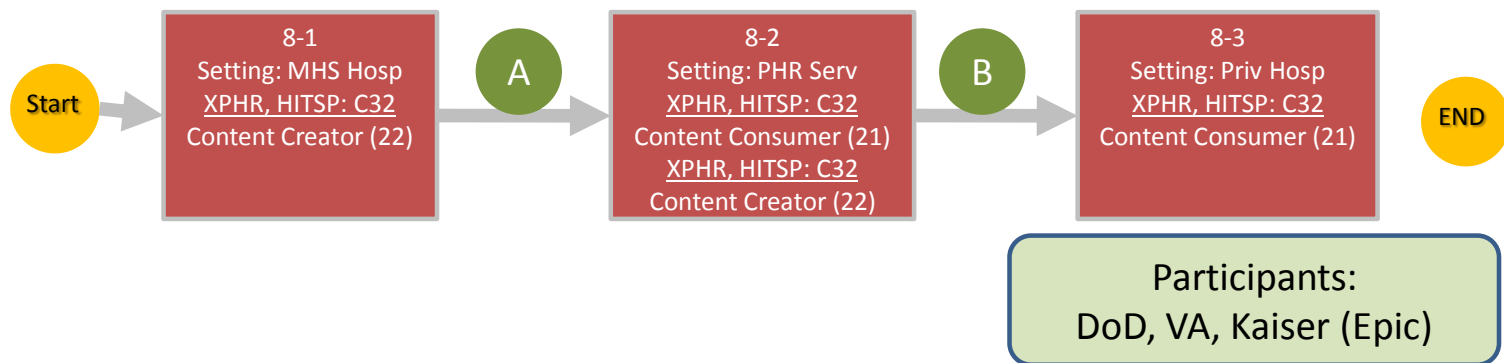 Start
8-1
Setting: MHS Hosp
XPHR, HITSP: C32
Content Creator (22)
A
8-2
Setting: PHR Serv
XPHR, HITSP: C32
Content Consumer (21)
XPHR, HITSP: C32
Content Creator (22)
B
8-3
Setting: Priv Hosp
XPHR, HITSP: C32
Content Consumer (21)
END
Participants:
DoD, VA, Kaiser (Epic)